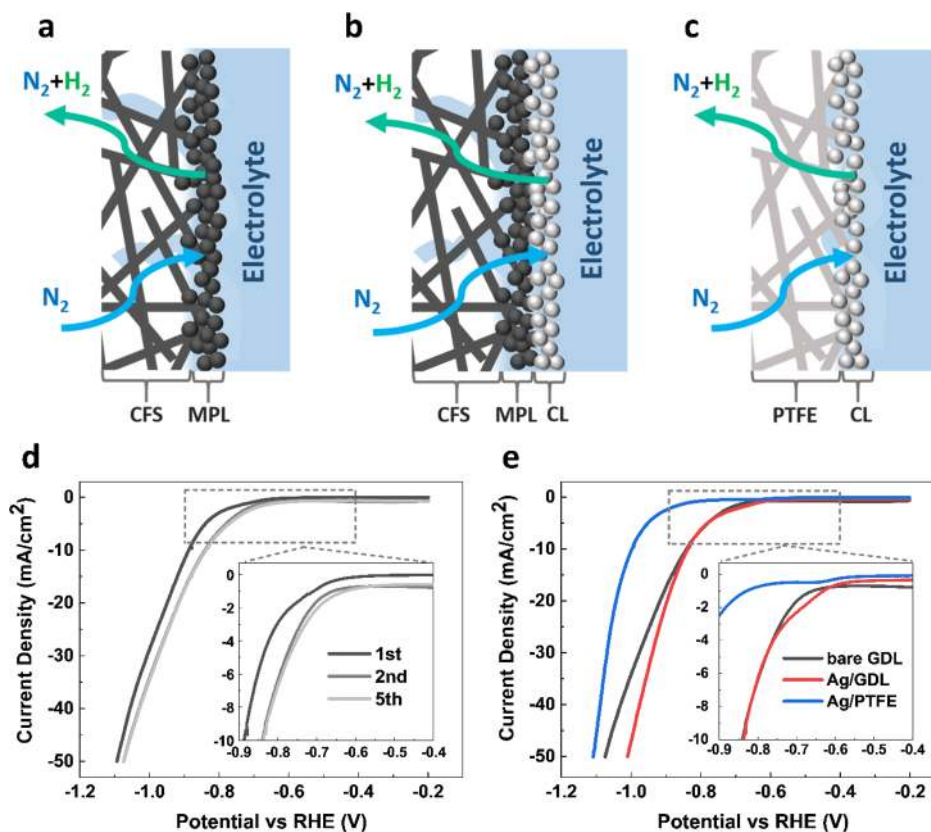 a
N₂+H₂
N₂
Electrolyte
CFS MPL
b
N₂+H₂
N₂
Electrolyte
CFS MPL CL
c
N₂+H₂
N₂
Electrolyte
PTFE CL
d
Current Density (mA/cm²)
0
-10
-20
-30
-40
-50
-1.2 -1.0 -0.8 -0.6 -0.4 -0.2
Potential vs RHE (V)
0
-2
-4
-6
-8
-10
-0.9 -0.8 -0.7 -0.6 -0.5 -0.4
1st
2nd
5th
e
Current Density (mA/cm²)
0
-10
-20
-30
-40
-50
-1.2 -1.0 -0.8 -0.6 -0.4 -0.2
Potential vs RHE (V)
0
-2
-4
-6
-8
-10
-0.9 -0.8 -0.7 -0.6 -0.5 -0.4
bare GDL
Ag/GDL
Ag/PTFE